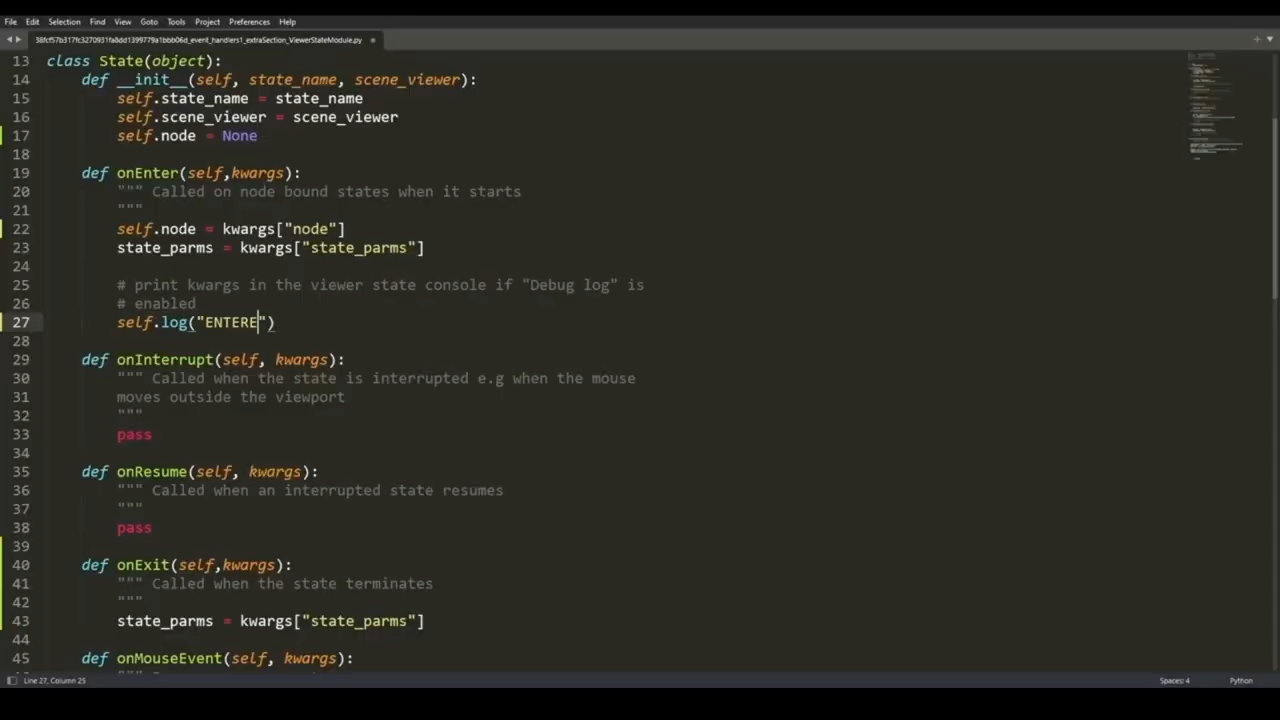 File Edit Selection Find View Goto Tools Project Preferences Help
38fcf57b317fc3270931fa8dd1399779a1bbb06d_event_handlers1_extraSection_ViewerStateModule.py
13 class State(object):
14 def __init__(self, state_name, scene_viewer):
15 self.state_name = state_name
16 self.scene_viewer = scene_viewer
17 self.node = None
18
19 def onEnter(self,kwargs):
20 """ Called on node bound states when it starts
21 """
22 self.node = kwargs["node"]
23 state_parms = kwargs["state_parms"]
24
25 # print kwargs in the viewer state console if "Debug log" is
26 # enabled
27 self.log("ENTERE")
28
29 def onInterrupt(self, kwargs):
30 """ Called when the state is interrupted e.g when the mouse
31 moves outside the viewport
32 """
33 pass
34
35 def onResume(self, kwargs):
36 """ Called when an interrupted state resumes
37 """
38 pass
39
40 def onExit(self,kwargs):
41 """ Called when the state terminates
42 """
43 state_parms = kwargs["state_parms"]
44
45 def onMouseEvent(self, kwargs):
Line 27, Column 25 Spaces: 4 Python